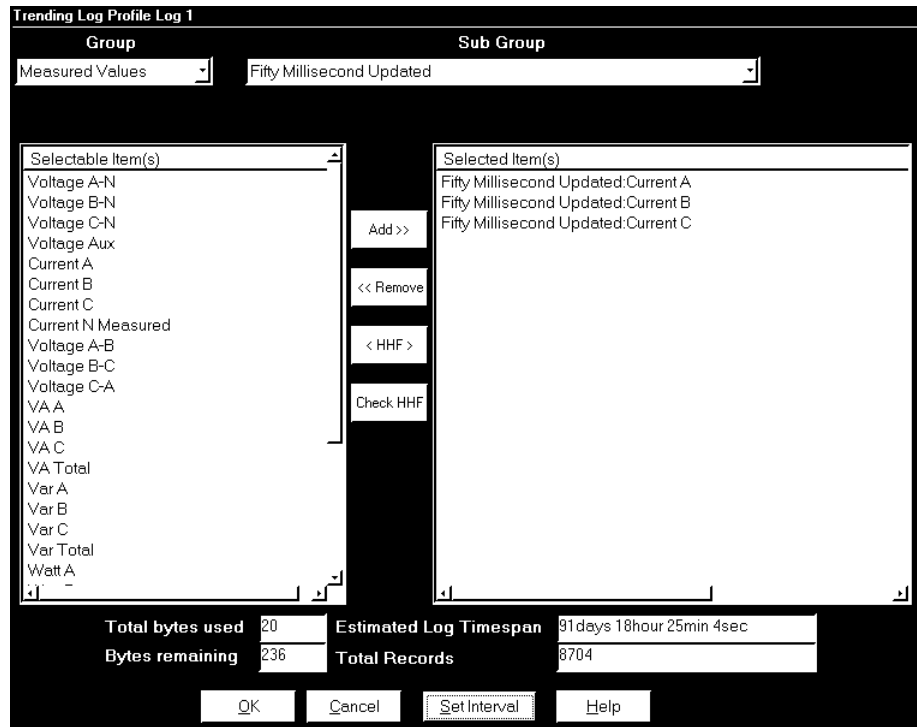 Trending Log Profile Log 1
Group
Sub Group
Measured Values
Fifty Millisecond Updated
Selectable Item(s)
Voltage A-N
Voltage B-N
Voltage C-N
Voltage Aux
Current A
Current B
Current C
Current N Measured
Voltage A-B
Voltage B-C
Voltage C-A
VA A
VA B
VA C
VA Total
Var A
Var B
Var C
Var Total
Watt A
Add >>
<< Remove
< HHF >
Check HHF
Selected Item(s)
Fifty Millisecond Updated:Current A
Fifty Millisecond Updated:Current B
Fifty Millisecond Updated:Current C
Total bytes used 20
Estimated Log Timespan 91days 18hour 25min 4sec
Bytes remaining 236
Total Records 8704
OK
Cancel
Set Interval
Help